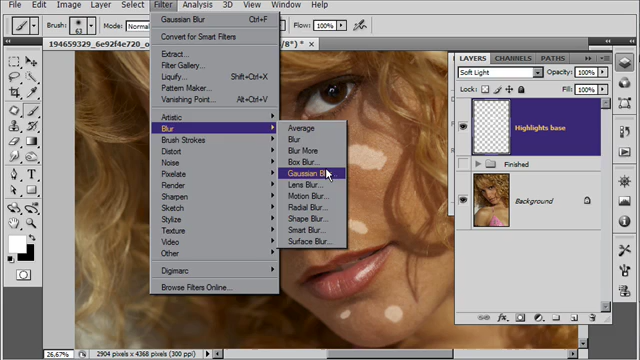 File Edit Image Layer Select Filter Analysis 3D View Window Help
Brush: 63 Mode: Flow: 100%
194659329_6e92f4e720_o /8*) * ×
Gaussian Blur Ctrl+F
Convert for Smart Filters
Extract...
Filter Gallery...
Liquify... Shift+Ctrl+X
Pattern Maker...
Vanishing Point... Alt+Ctrl+V
Artistic
Blur
Brush Strokes
Distort
Noise
Pixelate
Render
Sharpen
Sketch
Stylize
Texture
Video
Other
Digimarc
Browse Filters Online...
Average
Blur
Blur More
Box Blur...
Gaussian Blur...
Lens Blur...
Motion Blur...
Radial Blur...
Shape Blur...
Smart Blur...
Surface Blur...
LAYERS CHANNELS PATHS
Soft Light Opacity: 100%
Lock: Fill: 100%
Highlights base
Finished
Background
26.67% 2904 pixels x 4368 pixels (300 ppi)